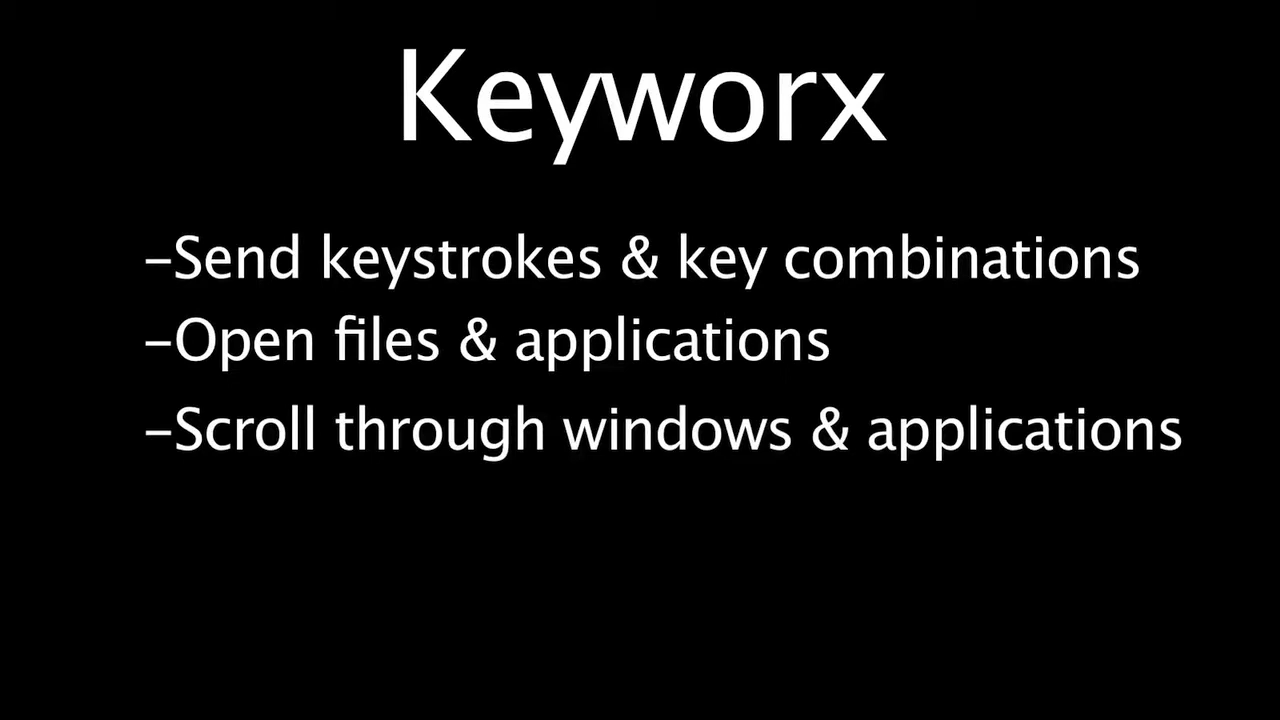 Keyworx
-Send keystrokes & key combinations
-Open files & applications
-Scroll through windows & applications